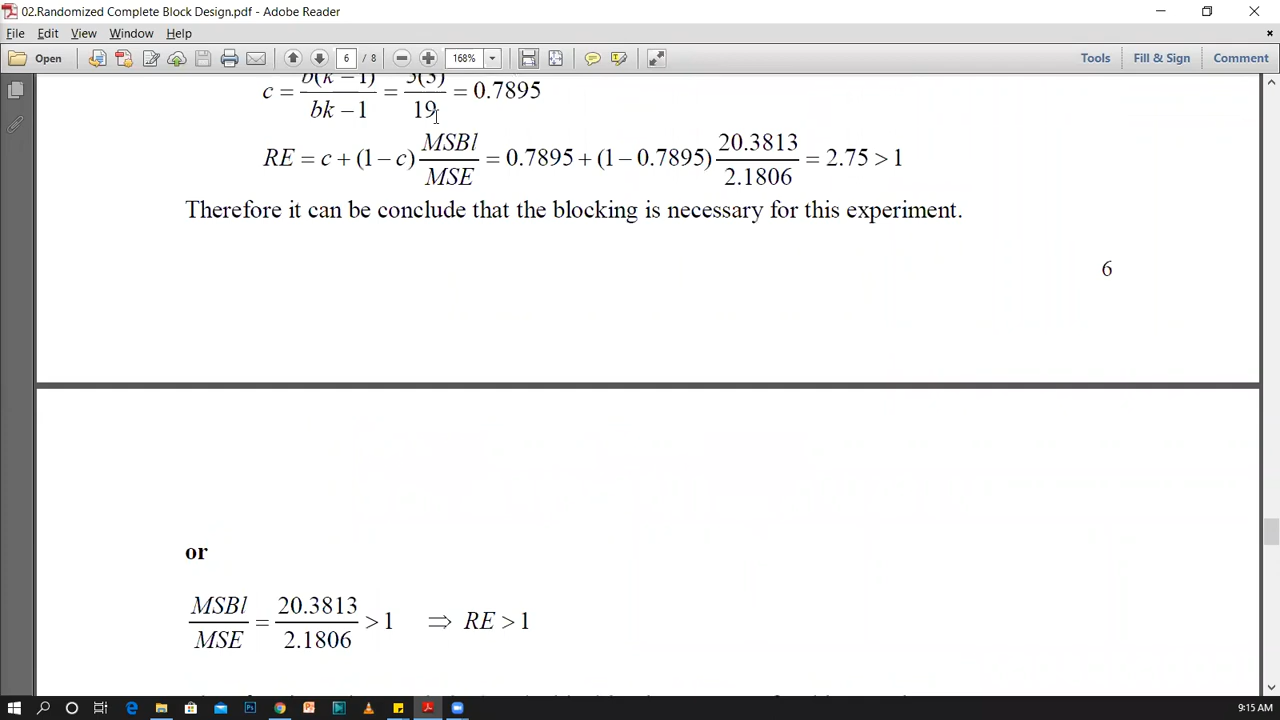 02.Randomized Complete Block Design.pdf - Adobe Reader
File Edit View Window Help
Open 6 / 8 168% Tools Fill & Sign Comment
c = b(k − 1) / bk − 1 = 5(3) / 19 = 0.7895
RE = c + (1 − c) MSBl / MSE = 0.7895 + (1 − 0.7895) 20.3813 / 2.1806 = 2.75 > 1
Therefore it can be conclude that the blocking is necessary for this experiment.
6
or
MSBl / MSE = 20.3813 / 2.1806 > 1 ⇒ RE > 1
9:15 AM